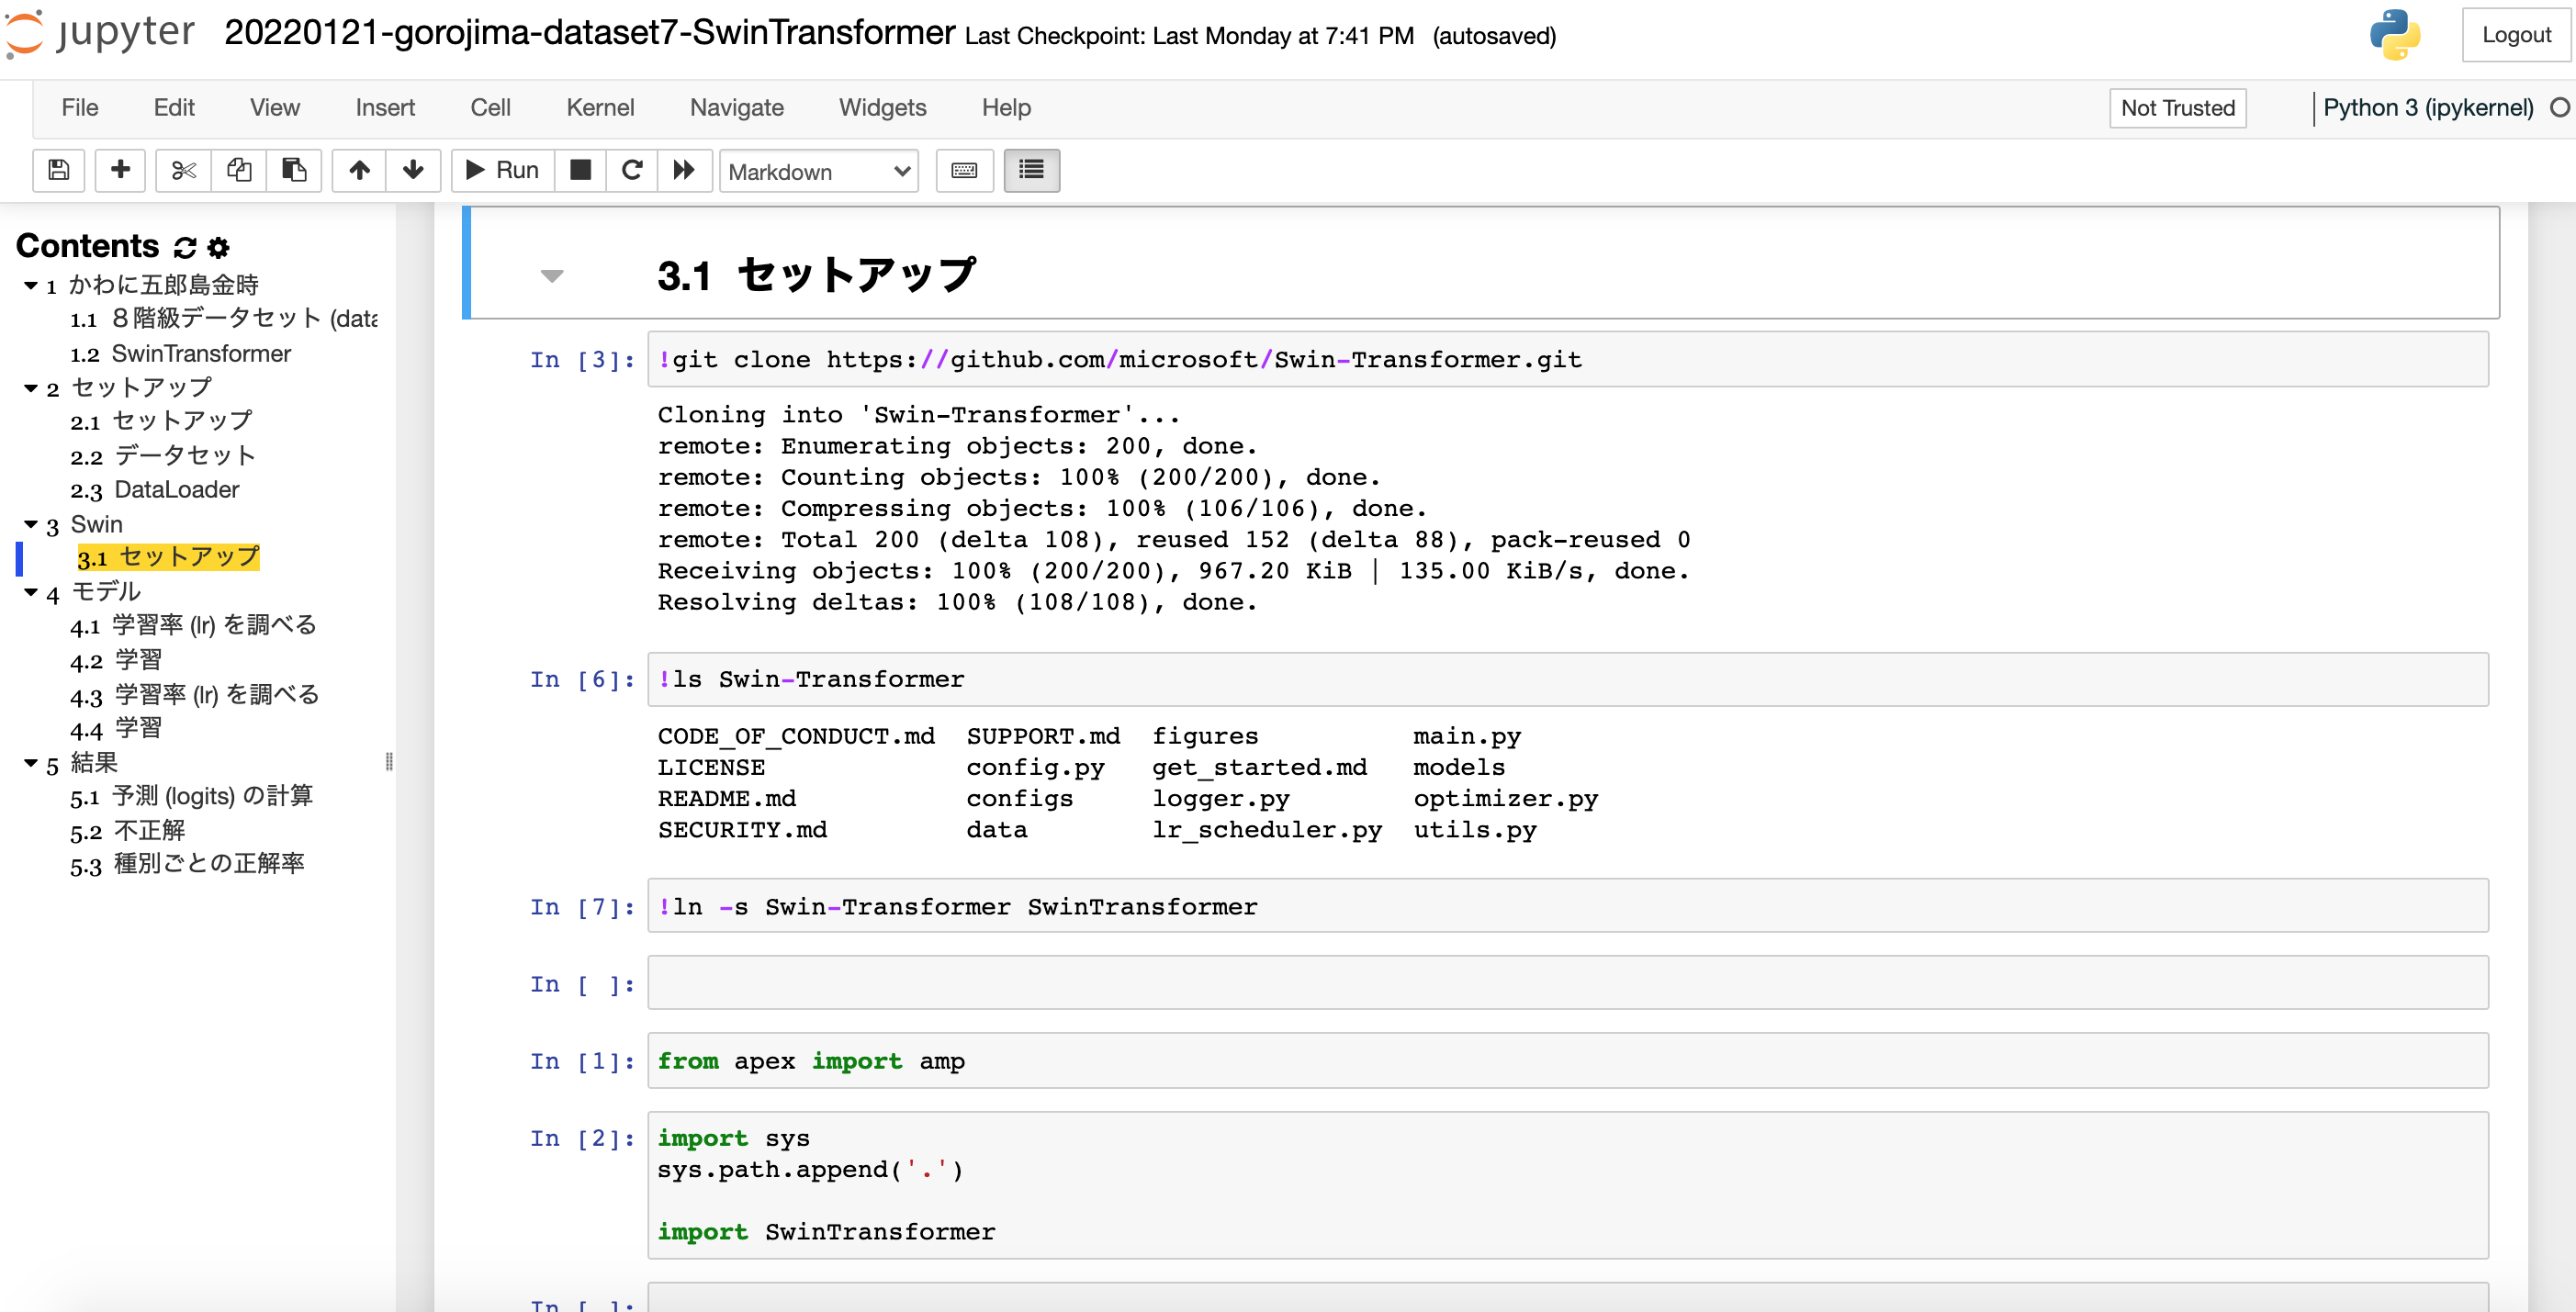 jupyter 20220121-gorojima-dataset7-SwinTransformer Last Checkpoint: Last Monday at 7:41 PM (autosaved)
Logout
File Edit View Insert Cell Kernel Navigate Widgets Help
Not Trusted
Python 3 (ipykernel)
Run
Markdown
Contents
1 かわに五郎島金時
1.1 8階級データセット (data
1.2 SwinTransformer
2 セットアップ
2.1 セットアップ
2.2 データセット
2.3 DataLoader
3 Swin
3.1 セットアップ
4 モデル
4.1 学習率 (lr) を調べる
4.2 学習
4.3 学習率 (lr) を調べる
4.4 学習
5 結果
5.1 予測 (logits) の計算
5.2 不正解
5.3 種別ごとの正解率
3.1 セットアップ
In [3]: !git clone https://github.com/microsoft/Swin-Transformer.git
Cloning into 'Swin-Transformer'...
remote: Enumerating objects: 200, done.
remote: Counting objects: 100% (200/200), done.
remote: Compressing objects: 100% (106/106), done.
remote: Total 200 (delta 108), reused 152 (delta 88), pack-reused 0
Receiving objects: 100% (200/200), 967.20 KiB | 135.00 KiB/s, done.
Resolving deltas: 100% (108/108), done.
In [6]: !ls Swin-Transformer
CODE_OF_CONDUCT.md SUPPORT.md figures main.py
LICENSE config.py get_started.md models
README.md configs logger.py optimizer.py
SECURITY.md data lr_scheduler.py utils.py
In [7]: !ln -s Swin-Transformer SwinTransformer
In [ ]:
In [1]: from apex import amp
In [2]: import sys
sys.path.append('.')
import SwinTransformer
In [ ]: